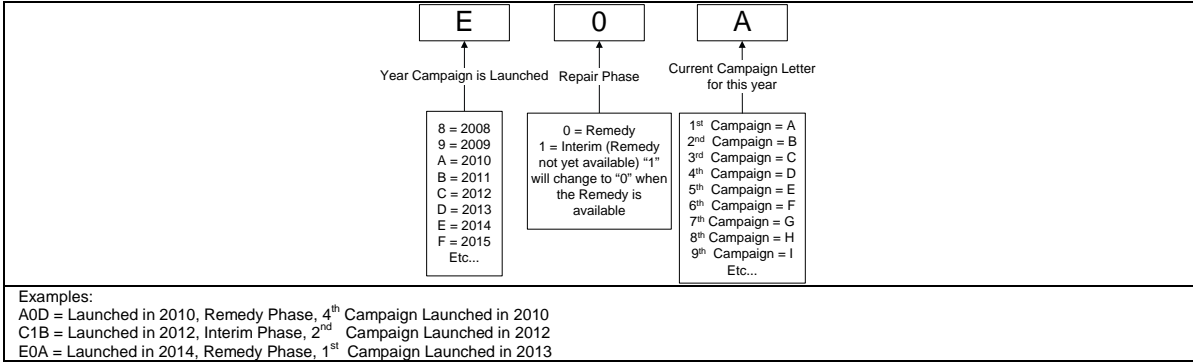 E 0 A
Year Campaign is Launched
Repair Phase
Current Campaign Letter
for this year
8 = 2008
9 = 2009
A = 2010
B = 2011
C = 2012
D = 2013
E = 2014
F = 2015
Etc...
0 = Remedy
1 = Interim (Remedy
not yet available) “1”
will change to “0” when
the Remedy is
available
1st Campaign = A
2nd Campaign = B
3rd Campaign = C
4th Campaign = D
5th Campaign = E
6th Campaign = F
7th Campaign = G
8th Campaign = H
9th Campaign = I
Etc...
Examples:
A0D = Launched in 2010, Remedy Phase, 4th Campaign Launched in 2010
C1B = Launched in 2012, Interim Phase, 2nd Campaign Launched in 2012
E0A = Launched in 2014, Remedy Phase, 1st Campaign Launched in 2013